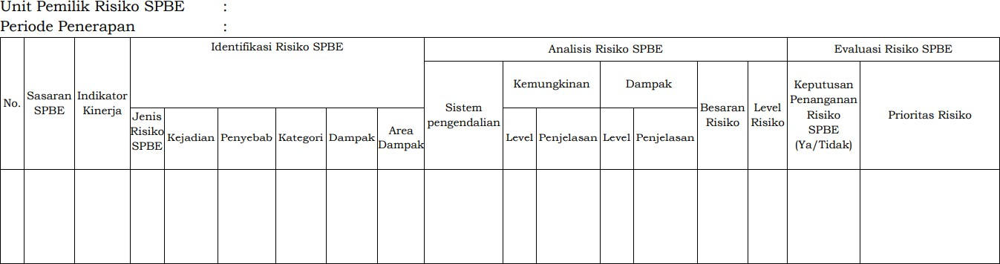 Unit Pemilik Risiko SPBE :
Periode Penerapan :
Identifikasi Risiko SPBE
Analisis Risiko SPBE
Evaluasi Risiko SPBE
No.
Sasaran
SPBE
Indikator
Kinerja
Jenis
Risiko
SPBE
Kejadian
Penyebab
Kategori
Dampak
Area
Dampak
Sistem
pengendalian
Kemungkinan
Level
Penjelasan
Dampak
Level
Penjelasan
Besaran
Risiko
Level
Risiko
Keputusan
Penanganan
Risiko
SPBE
(Ya/Tidak)
Prioritas Risiko